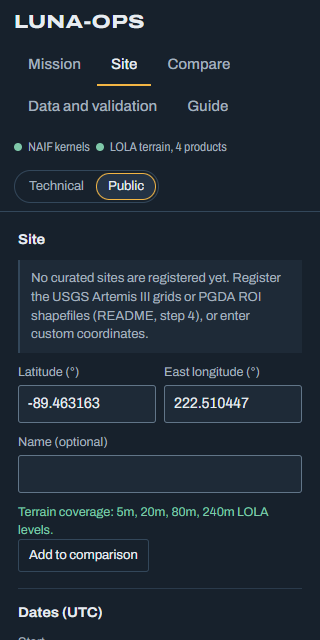 LUNA-OPS
Mission Site Compare
Data and validation Guide
NAIF kernels LOLA terrain, 4 products
Technical Public
Site
No curated sites are registered yet. Register
the USGS Artemis III grids or PGDA ROI
shapefiles (README, step 4), or enter
custom coordinates.
Latitude (°) East longitude (°)
-89.463163 222.510447
Name (optional)
Terrain coverage: 5m, 20m, 80m, 240m LOLA
levels.
Add to comparison
Dates (UTC)
Start